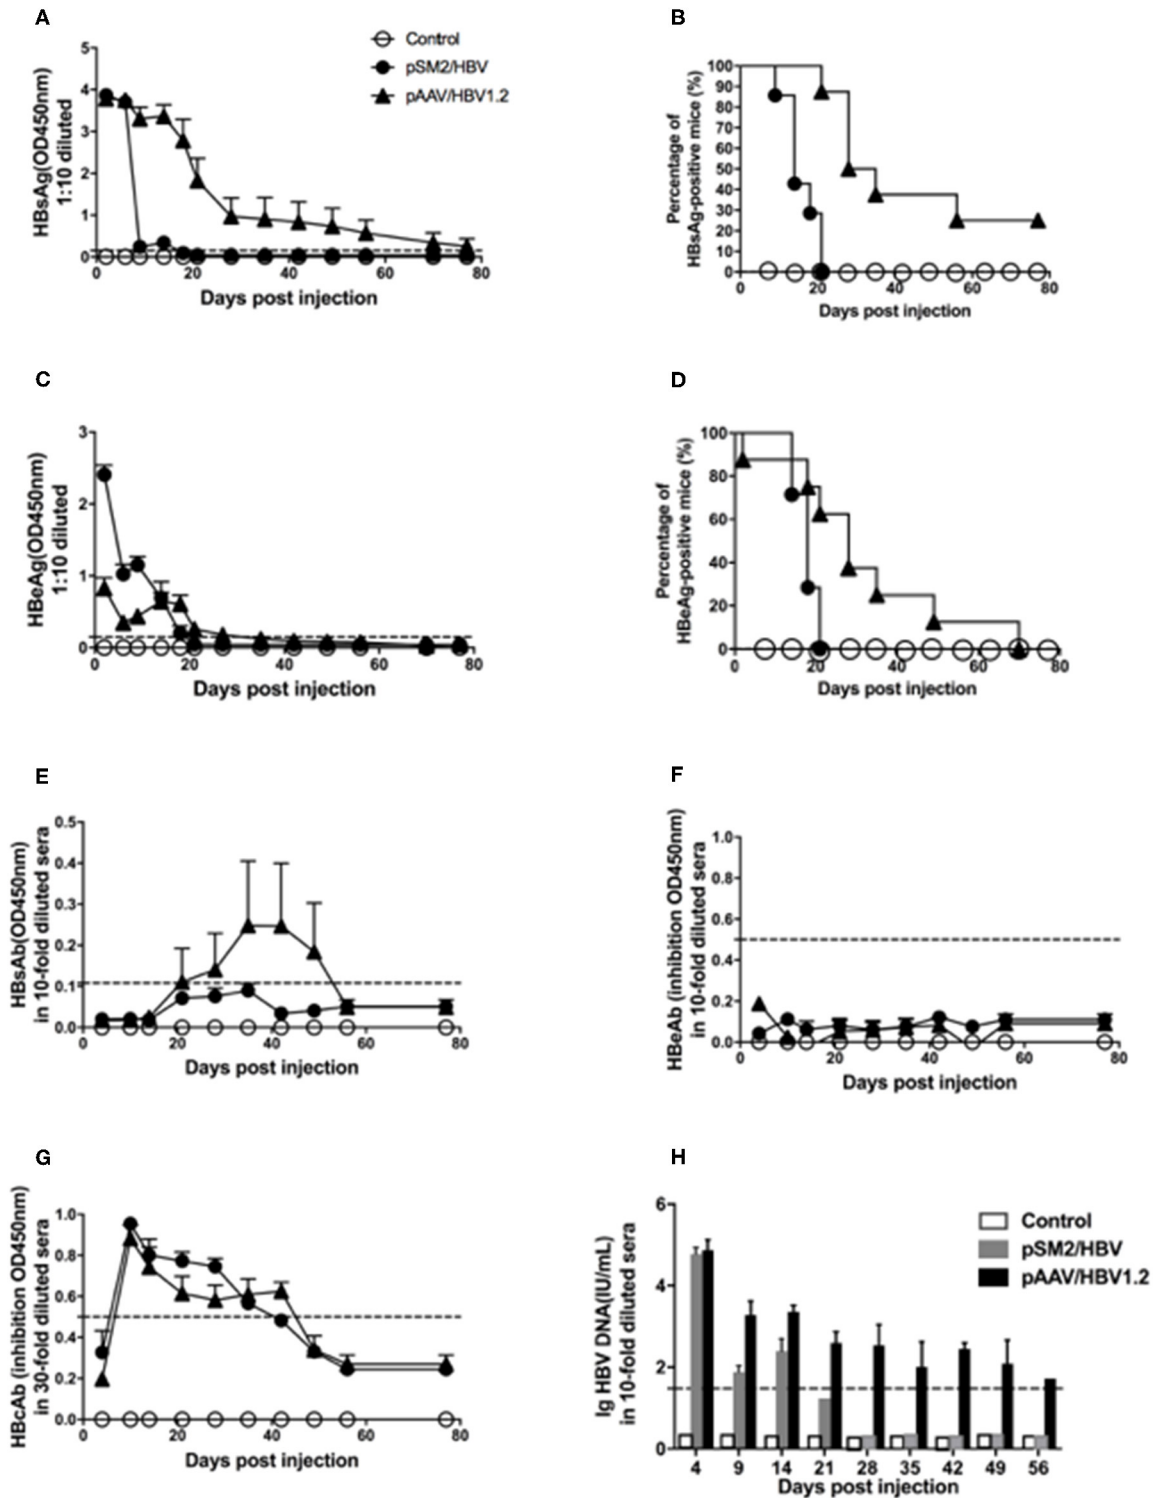 A
Control
pSM2/HBV
pAAV/HBV1.2
HBsAg(OD450nm)
1:10 diluted
5
4
3
2
1
0
0 20 40 60 80
Days post injection
B
Percentage of
HBsAg-positive mice (%)
100
90
80
70
60
50
40
30
20
10
0
0 20 40 60 80
Days post injection
C
HBeAg(OD450nm)
1:10 diluted
3
2
1
0
0 20 40 60 80
Days post injection
D
Percentage of
HBeAg-positive mice (%)
100
80
60
40
20
0
0 20 40 60 80
Days post injection
E
HBsAb(OD450nm)
in 10-fold diluted sera
0.5
0.4
0.3
0.2
0.1
0.0
0 20 40 60 80
Days post injection
F
HBeAb (inhibition OD450nm)
in 10-fold diluted sera
1.0
0.8
0.6
0.4
0.2
0.0
0 20 40 60 80
Days post injection
G
HBcAb (inhibition OD450nm)
in 30-fold diluted sera
1.0
0.8
0.6
0.4
0.2
0.0
0 20 40 60 80
Days post injection
H
Control
pSM2/HBV
pAAV/HBV1.2
lg HBV DNA(IU/mL)
in 10-fold diluted sera
6
4
2
0
4 9 14 21 28 35 42 49 56
Days post injection